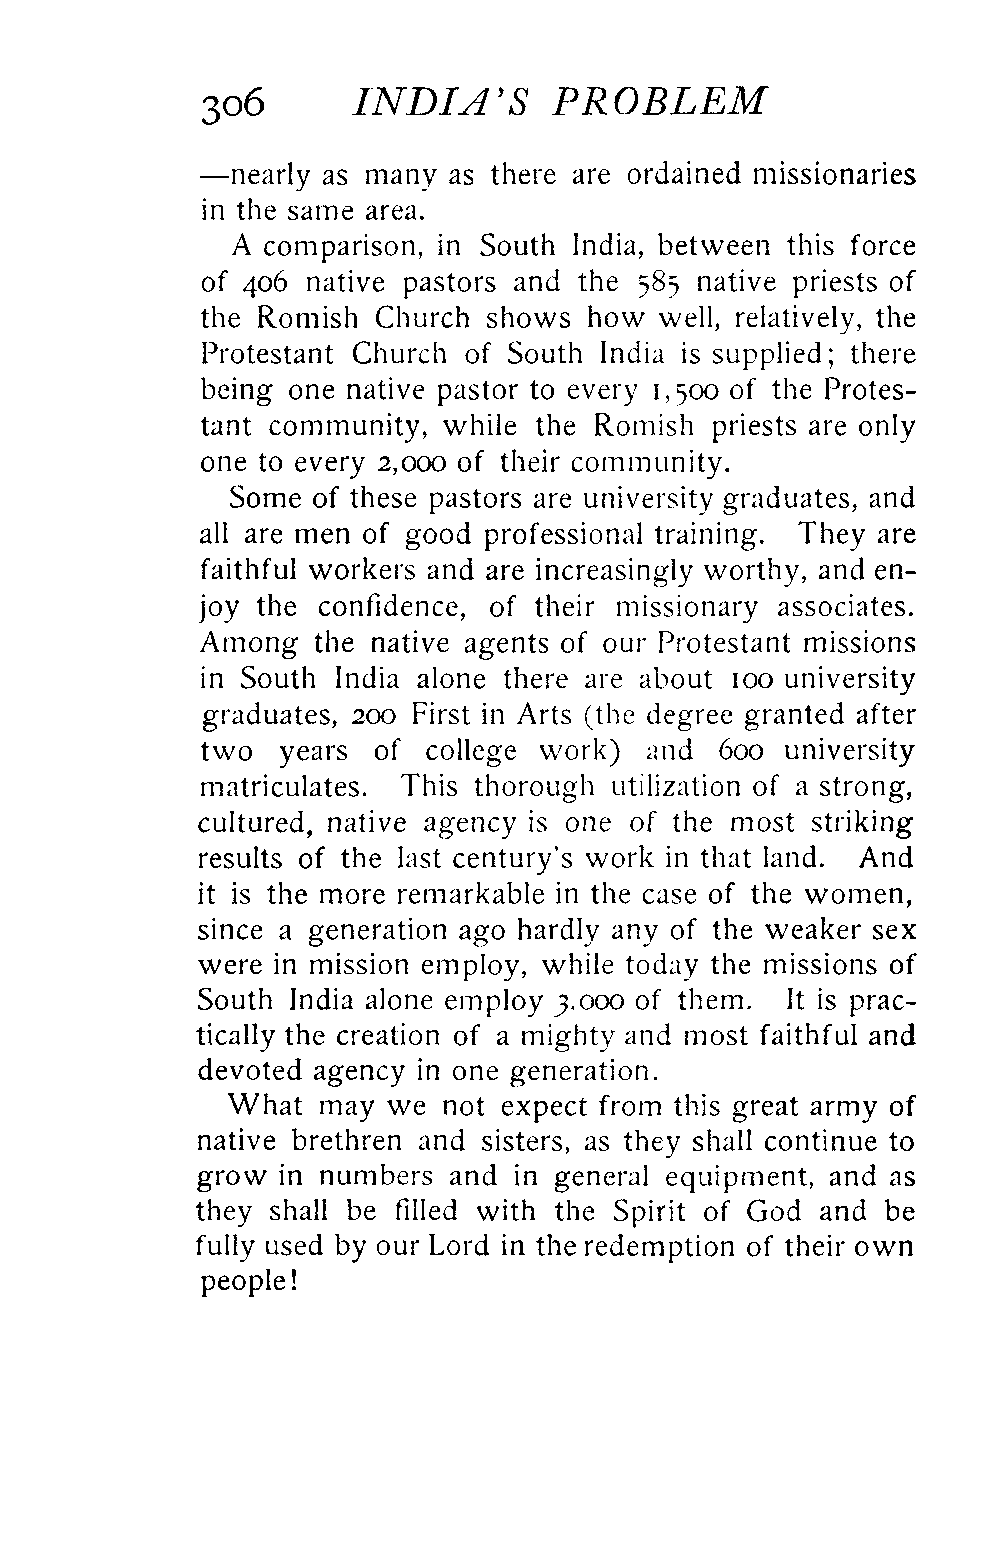 306 INDIA'S PROBLEM
—nearly as many as there are ordained missionaries
in the same area.
A comparison, in South India, between this force
of 406 native pastors and the 585 native priests of
the Romish Church shows how well, relatively, the
Protestant Church of South India is supplied; there
being one native pastor to every 1,500 of the Protes-
tant community, while the Romish priests are only
one to every 2,000 of their community.
Some of these pastors are university graduates, and
all are men of good professional training. They are
faithful workers and are increasingly worthy, and en-
joy the confidence, of their missionary associates.
Among the native agents of our Protestant missions
in South India alone there are about 100 university
graduates, 200 First in Arts (the degree granted after
two years of college work) and 600 university
matriculates. This thorough utilization of a strong,
cultured, native agency is one of the most striking
results of the last century's work in that land. And
it is the more remarkable in the case of the women,
since a generation ago hardly any of the weaker sex
were in mission employ, while today the missions of
South India alone employ 3.000 of them. It is prac-
tically the creation of a mighty and most faithful and
devoted agency in one generation.
What may we not expect from this great army of
native brethren and sisters, as they shall continue to
grow in numbers and in general equipment, and as
they shall be filled with the Spirit of God and be
fully used by our Lord in the redemption of their own
people!